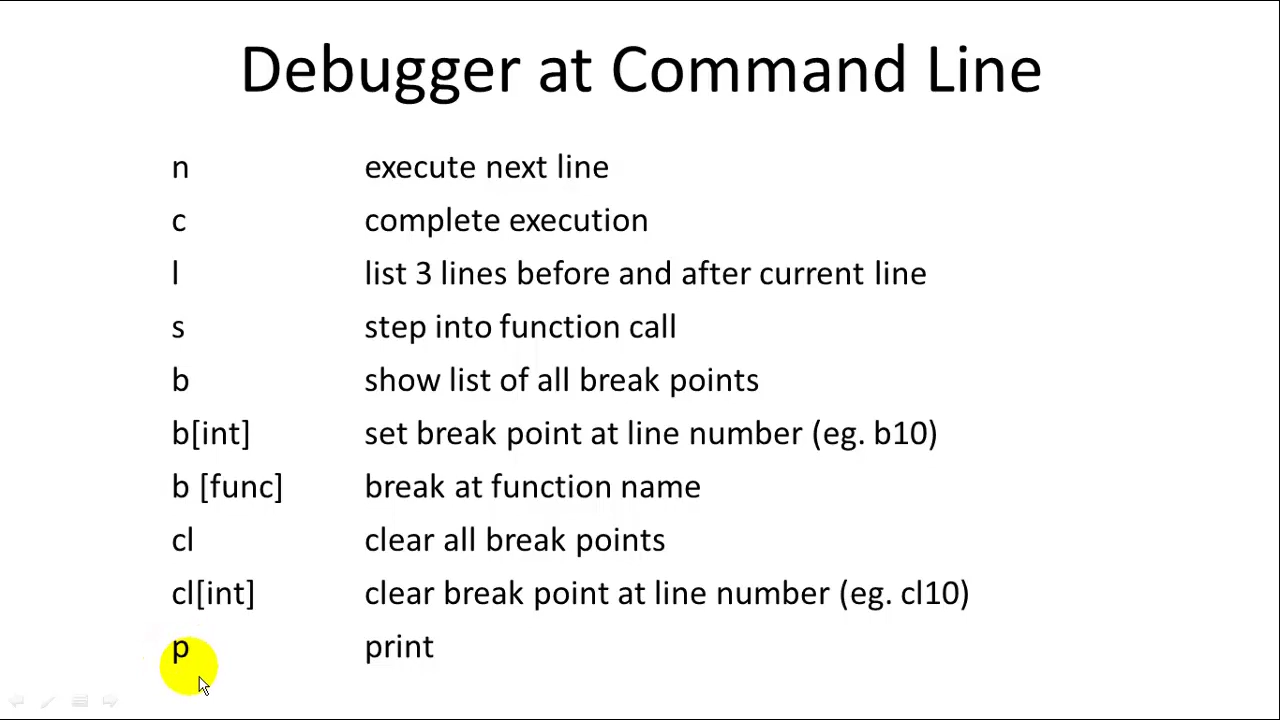 Debugger at Command Line
n execute next line
c complete execution
l list 3 lines before and after current line
s step into function call
b show list of all break points
b[int] set break point at line number (eg. b10)
b [func] break at function name
cl clear all break points
cl[int] clear break point at line number (eg. cl10)
p print